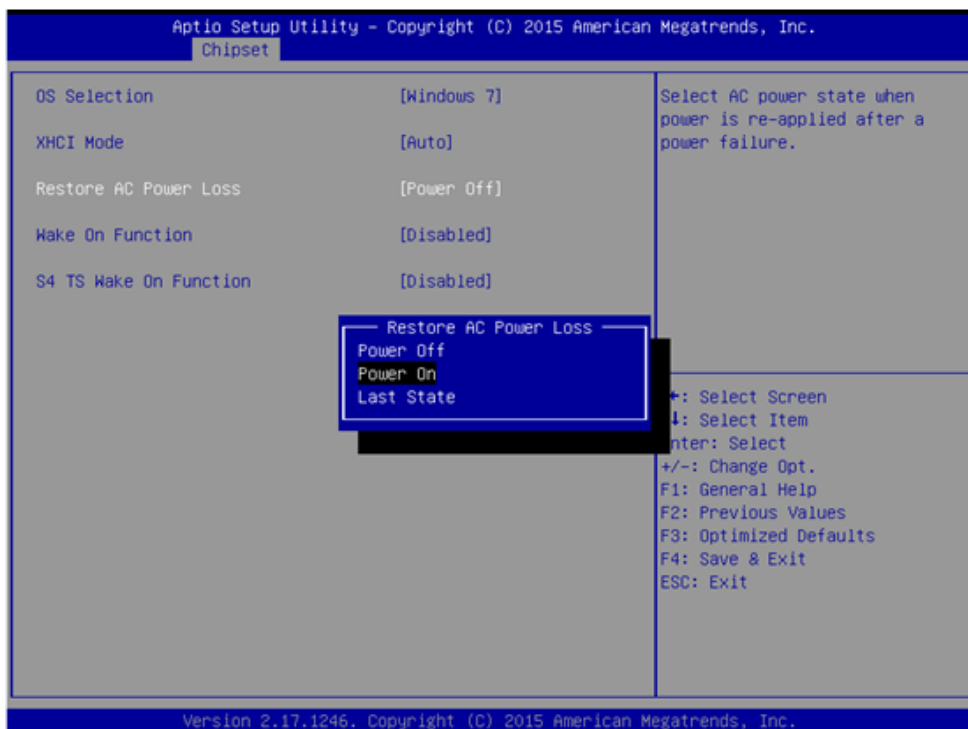 Aptio Setup Utility – Copyright (C) 2015 American Megatrends, Inc.
Chipset
OS Selection [Windows 7]
XHCI Mode [Auto]
Restore AC Power Loss [Power Off]
Wake On Function [Disabled]
S4 TS Wake On Function [Disabled]
Select AC power state when
power is re-applied after a
power failure.
Restore AC Power Loss
Power Off
Power On
Last State
←: Select Screen
↓: Select Item
nter: Select
+/-: Change Opt.
F1: General Help
F2: Previous Values
F3: Optimized Defaults
F4: Save & Exit
ESC: Exit
Version 2.17.1246. Copyright (C) 2015 American Megatrends, Inc.